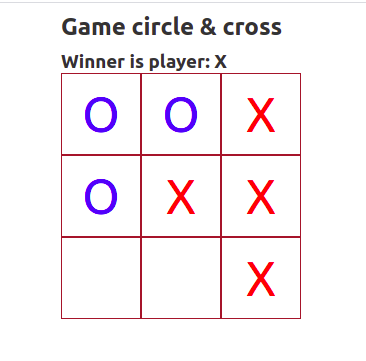 Game circle & cross
Winner is player: X
O O X
O X X
X